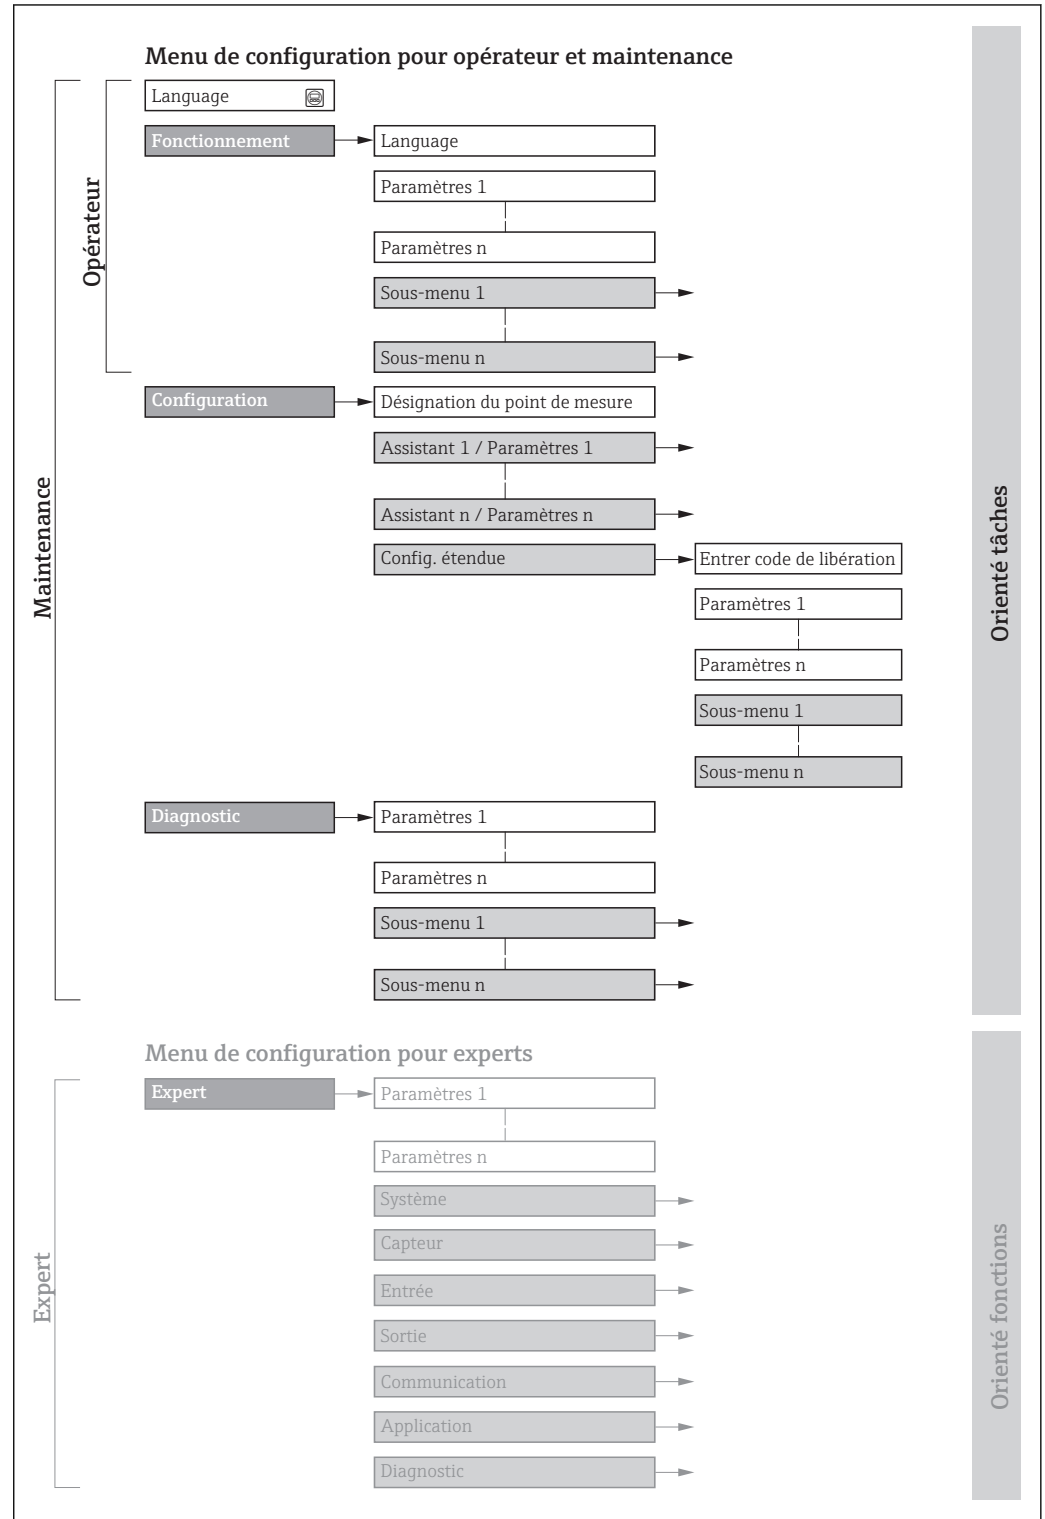 Menu de configuration pour opérateur et maintenance
Maintenance
Opérateur
Language
Fonctionnement
Language
Paramètres 1
Paramètres n
Sous-menu 1
Sous-menu n
Configuration
Désignation du point de mesure
Assistant 1 / Paramètres 1
Assistant n / Paramètres n
Config. étendue
Entrer code de libération
Paramètres 1
Paramètres n
Sous-menu 1
Sous-menu n
Diagnostic
Paramètres 1
Paramètres n
Sous-menu 1
Sous-menu n
Orienté tâches
Menu de configuration pour experts
Expert
Expert
Paramètres 1
Paramètres n
Système
Capteur
Entrée
Sortie
Communication
Application
Diagnostic
Orienté fonctions